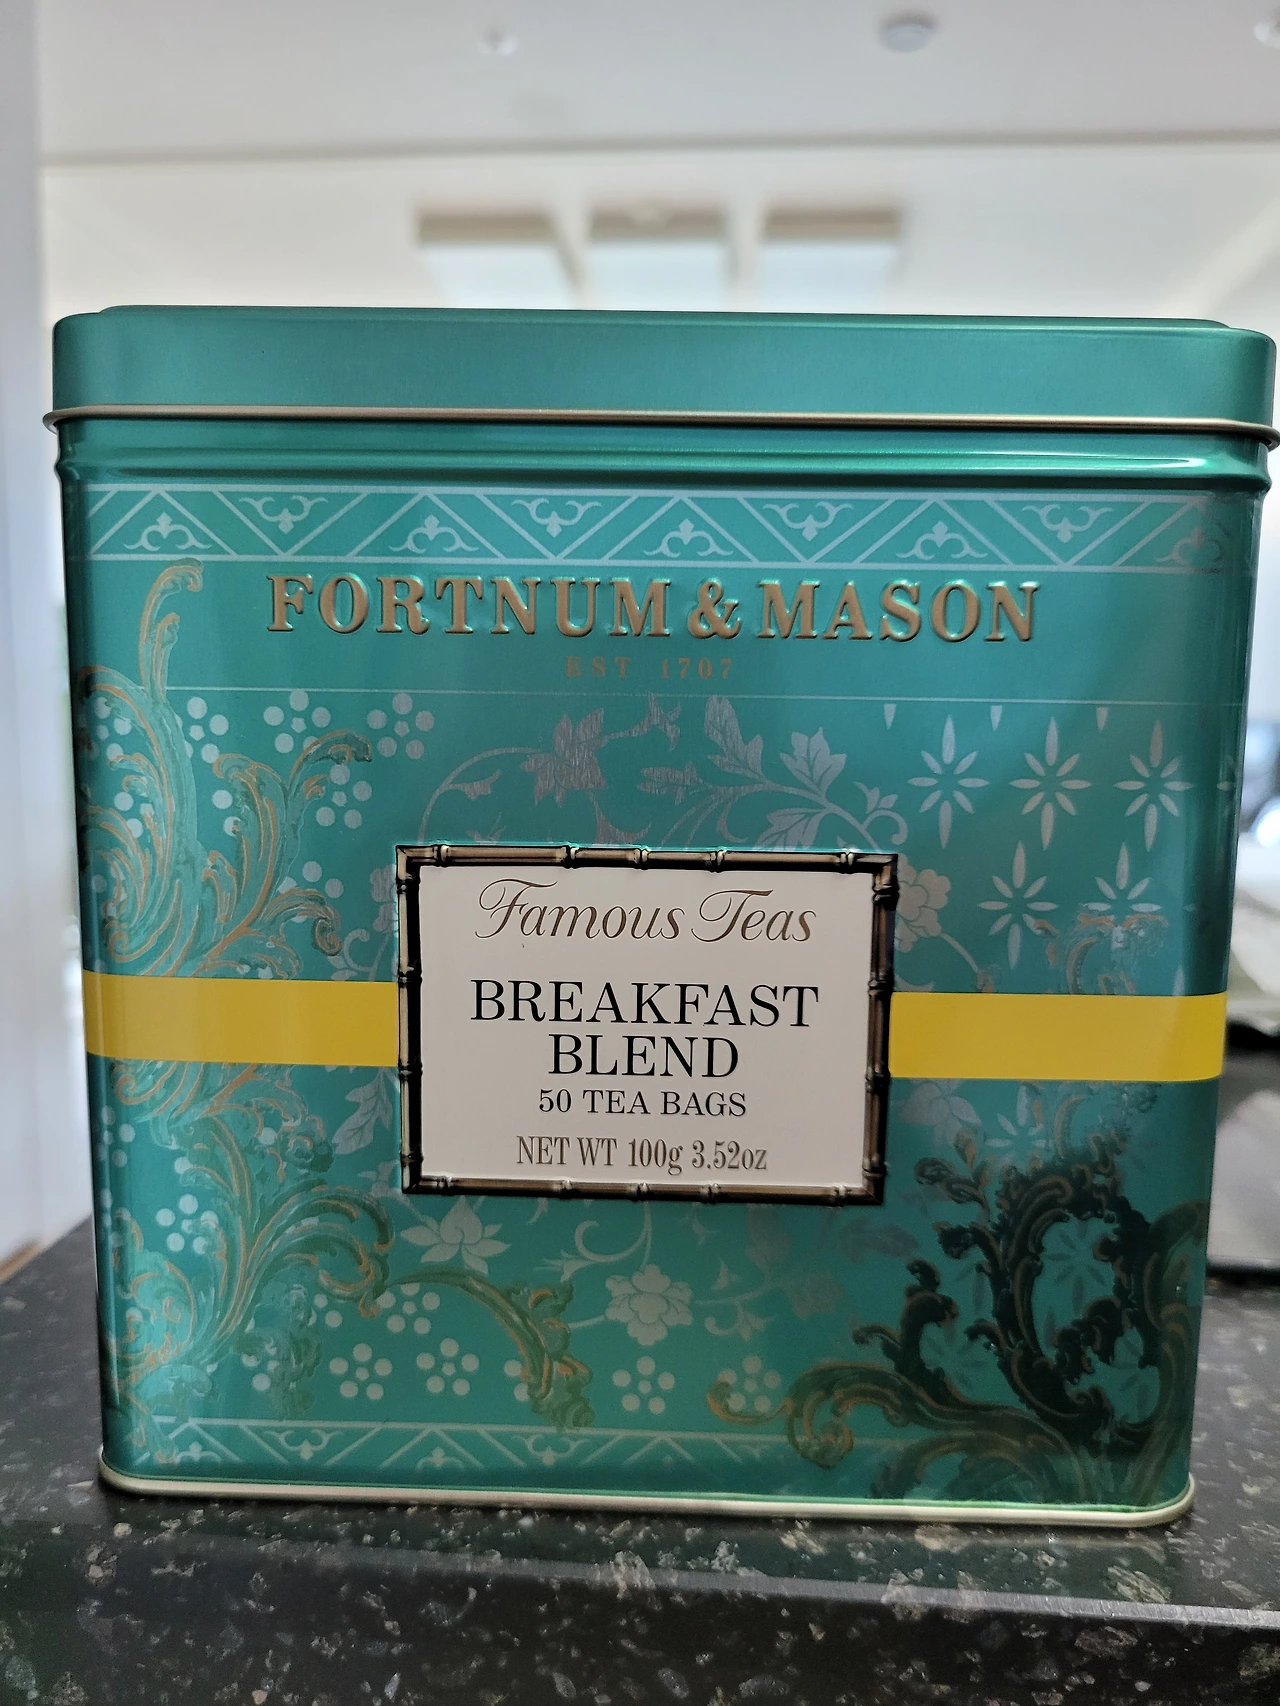 FORTNUM & MASON
EST 1707
Famous Teas
BREAKFAST
BLEND
50 TEA BAGS
NET WT 100g 3.52oz